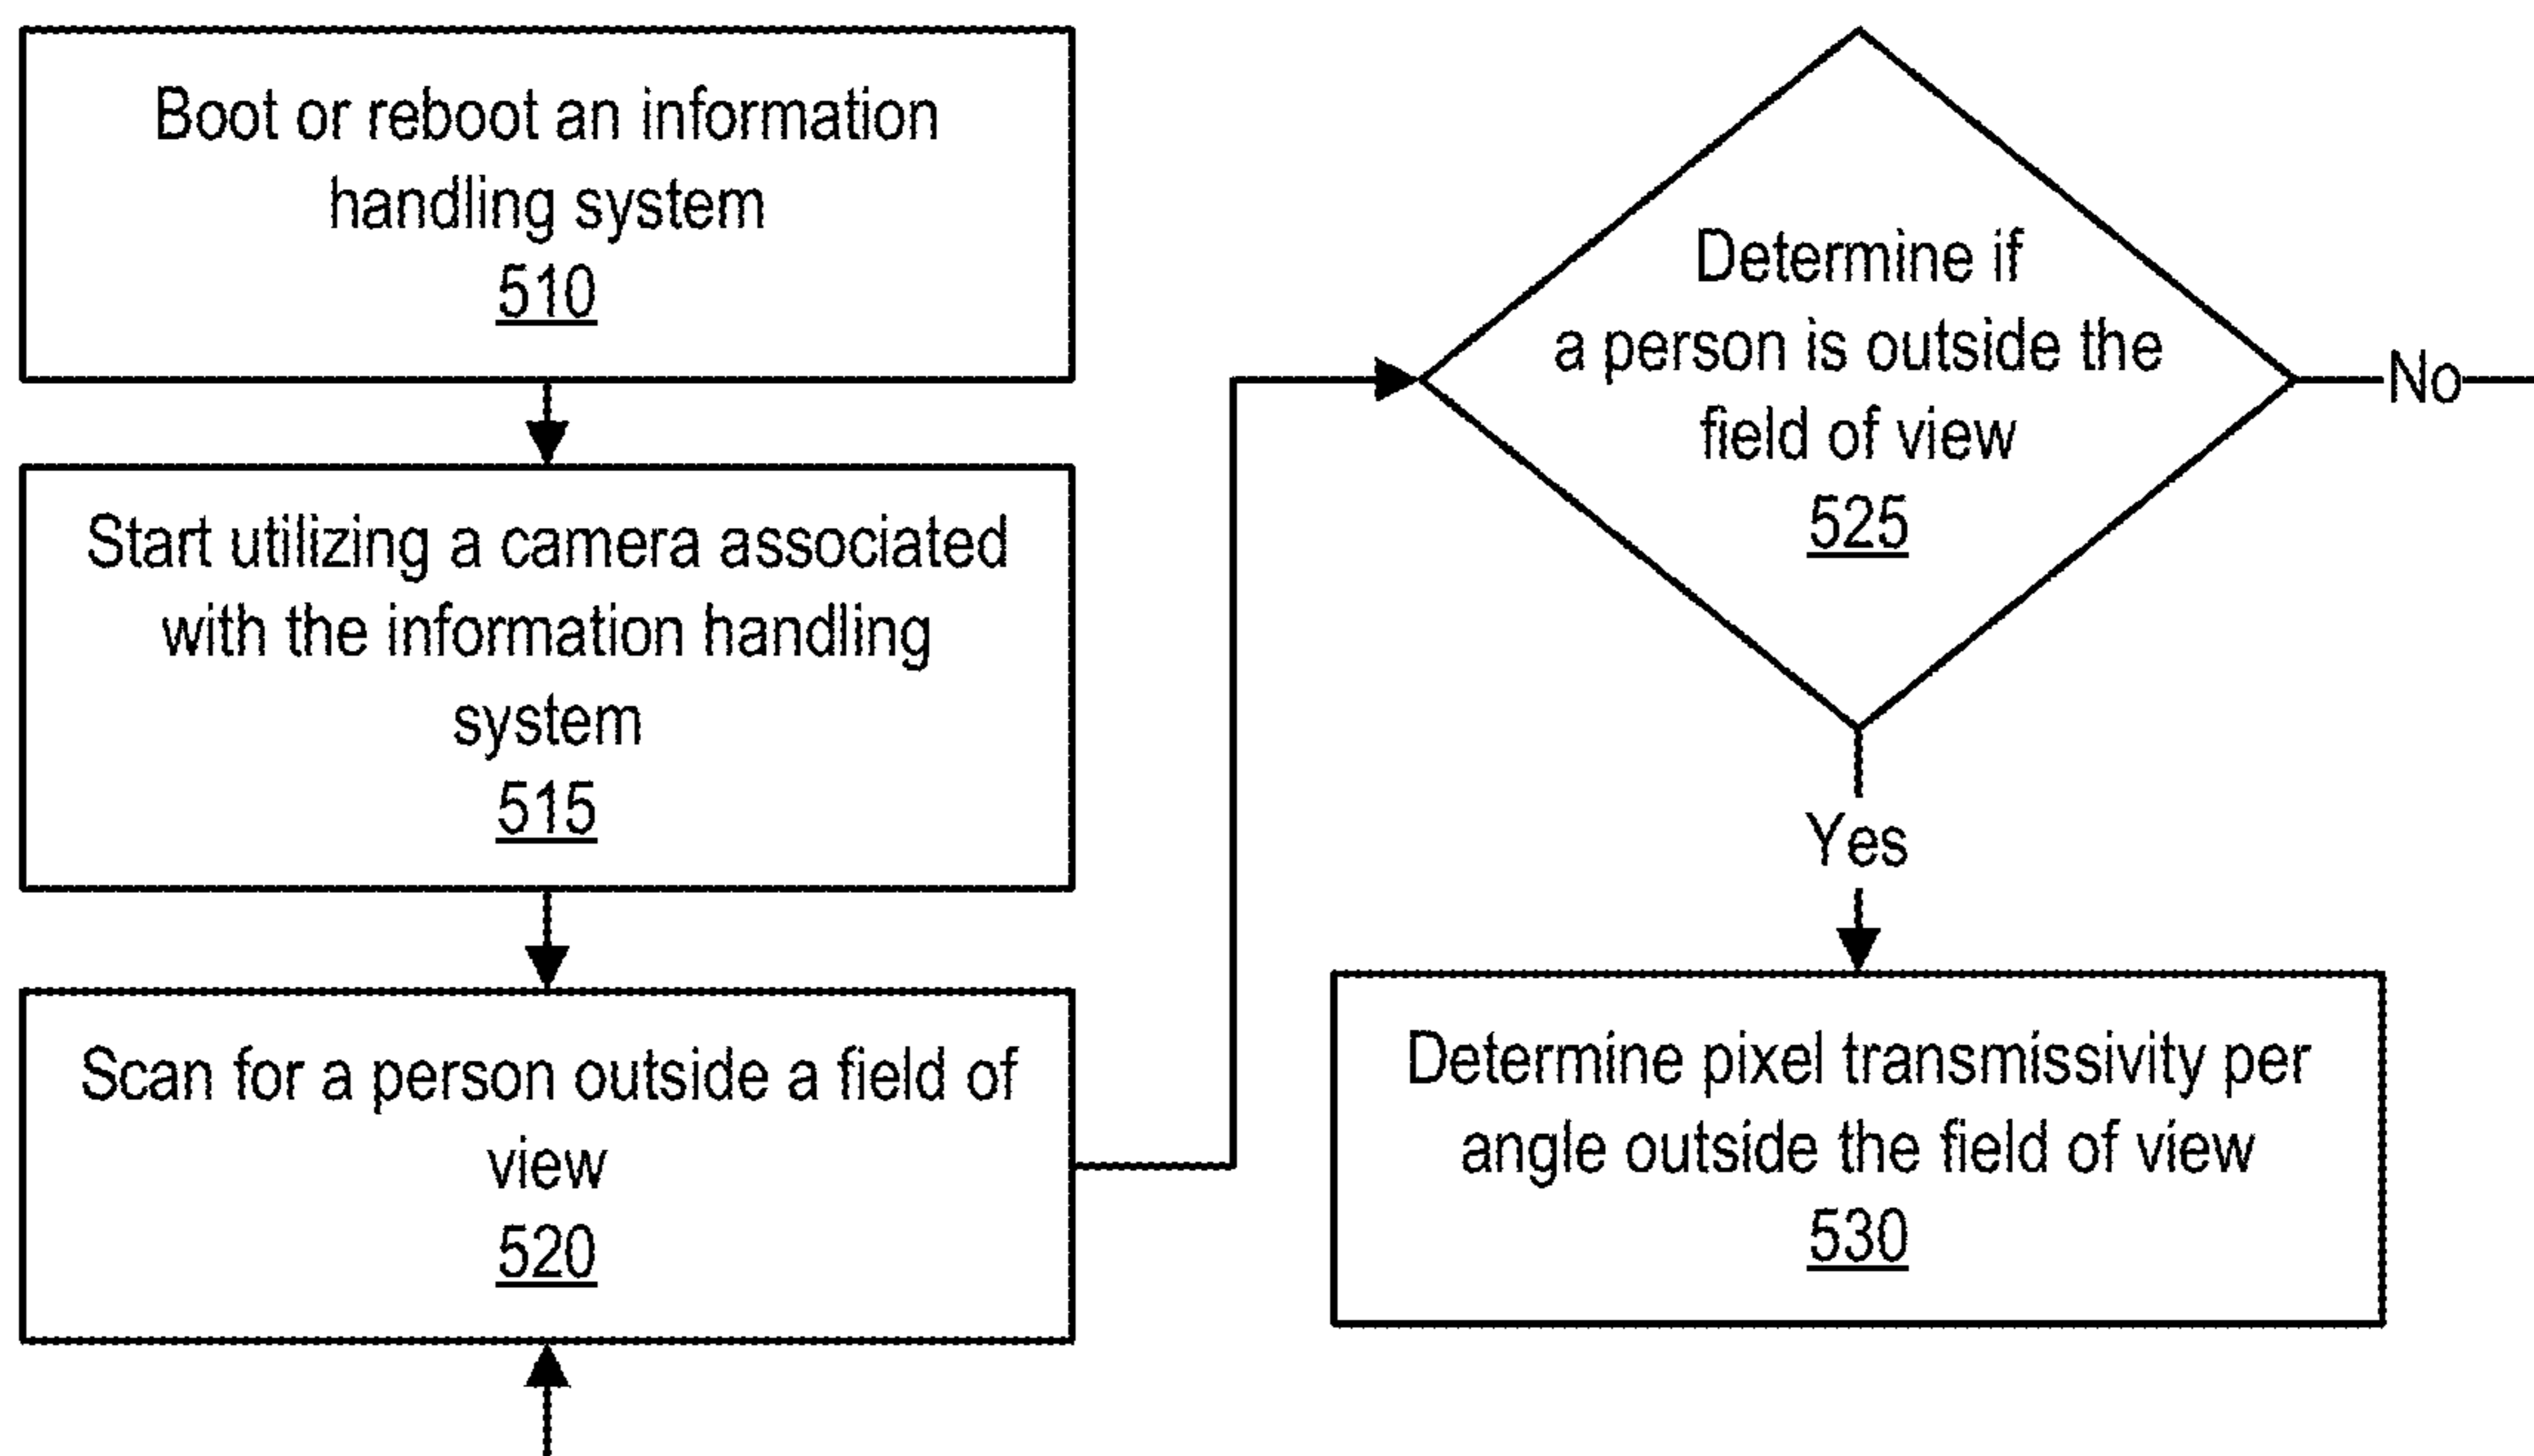 Boot or reboot an information
handling system
510
Start utilizing a camera associated
with the information handling
system
515
Scan for a person outside a field of
view
520
Determine if
a person is outside the
field of view
525
No
Yes
Determine pixel transmissivity per
angle outside the field of view
530